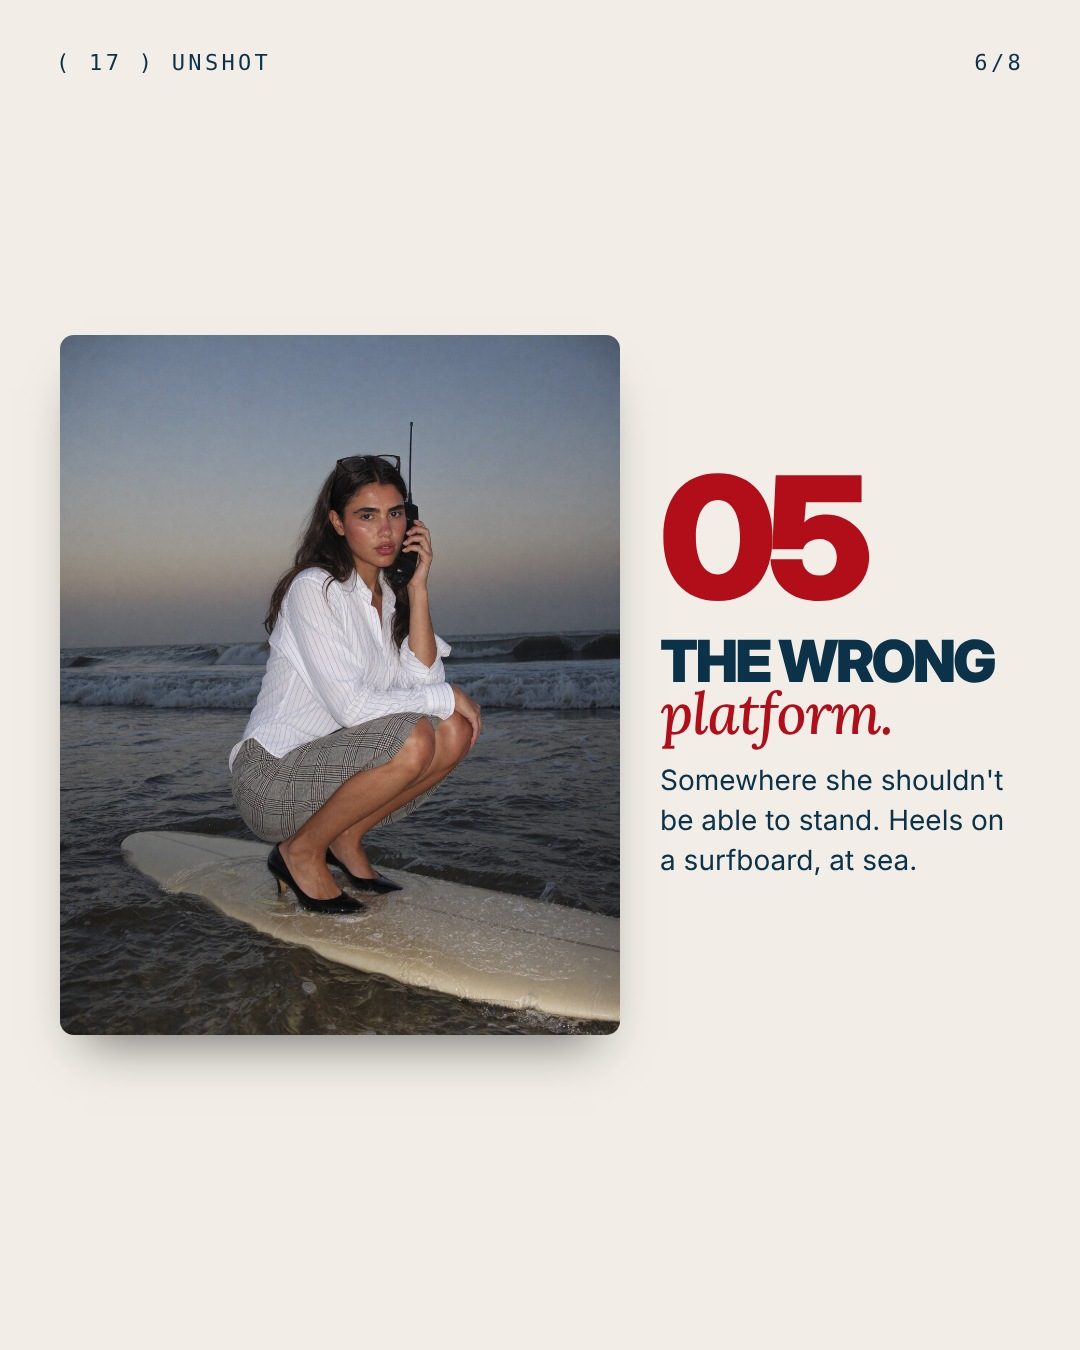 ( 17 ) UNSHOT
6/8
05
THE WRONG
platform.
Somewhere she shouldn't
be able to stand. Heels on
a surfboard, at sea.